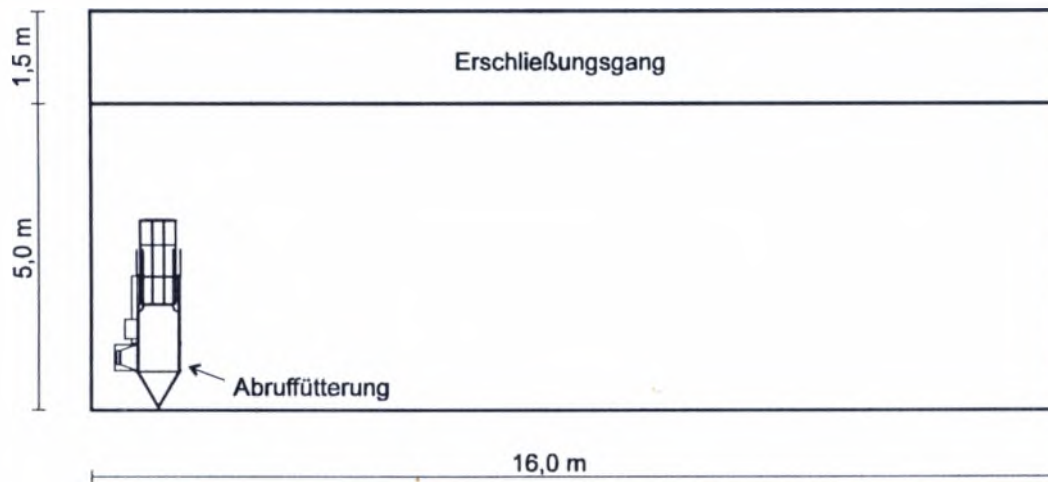 1,5 m
Erschließungsgang
5,0 m
Abruffütterung
16,0 m